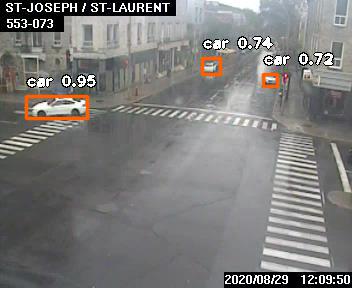 ST-JOSEPH / ST-LAURENT
553-073
car 0.74
car 0.72
car 0.95
2020/08/29 12:09:50